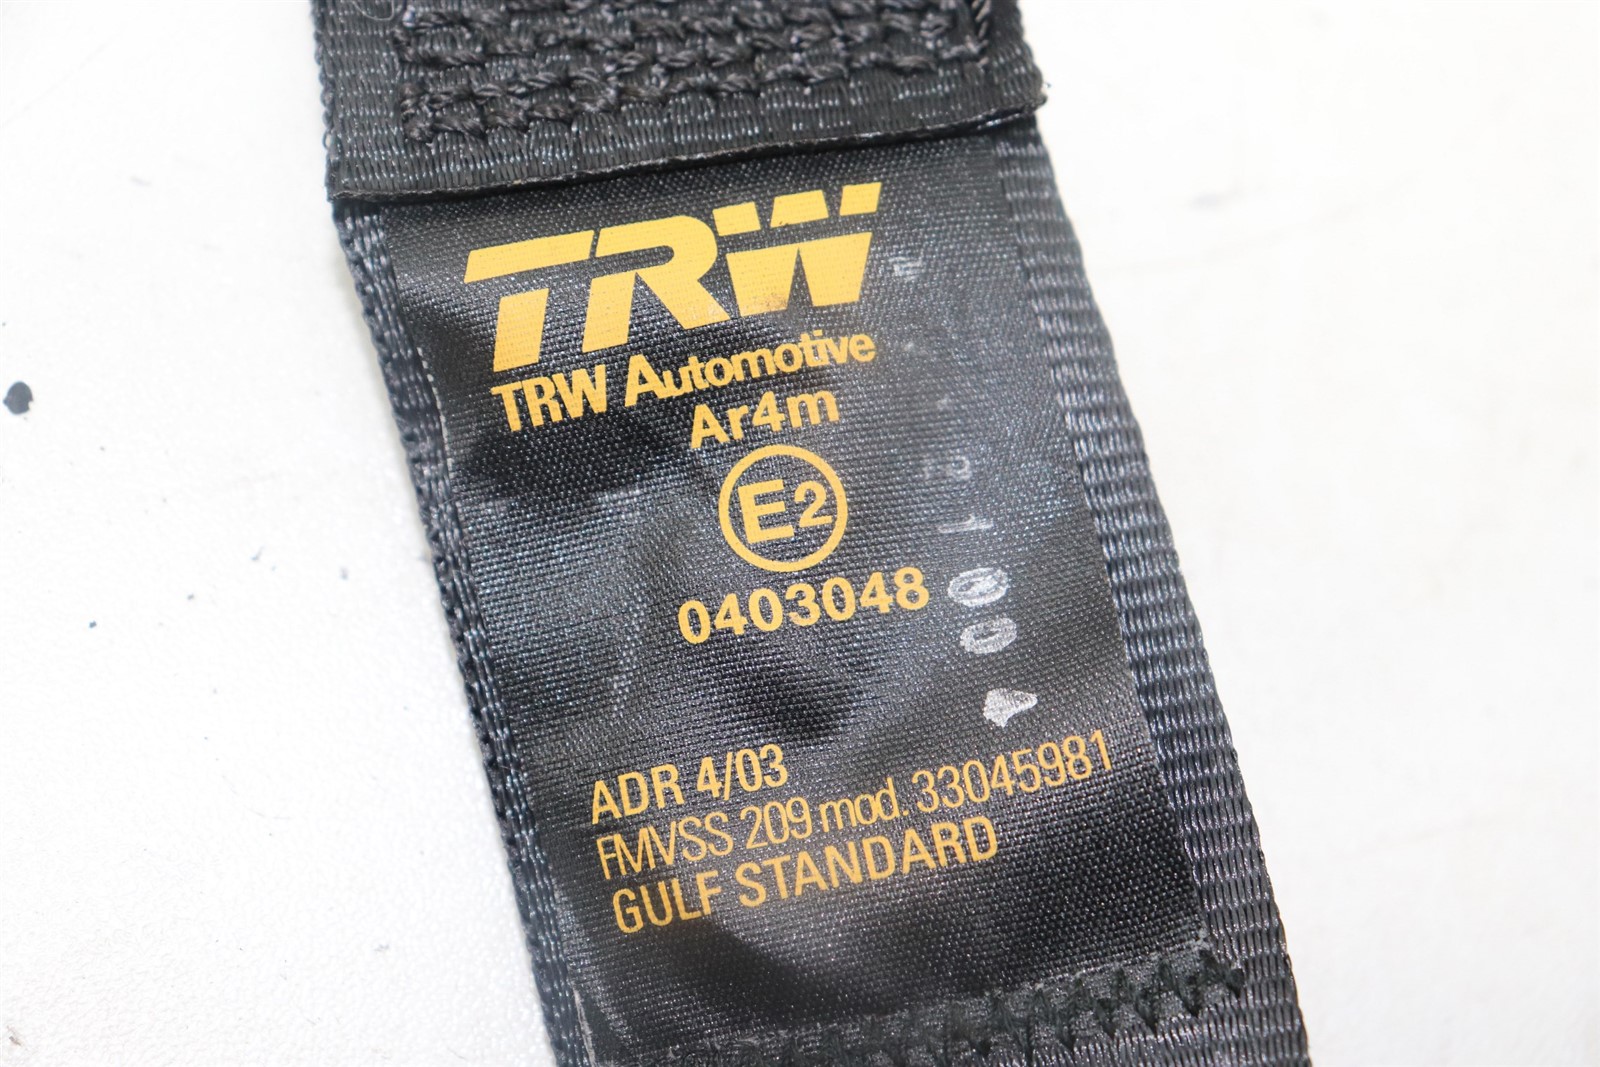 TRW
TRW Automotive
Ar4m
E2
0403048
ADR 4/03
FMVSS 209 mod. 33045981
GULF STANDARD